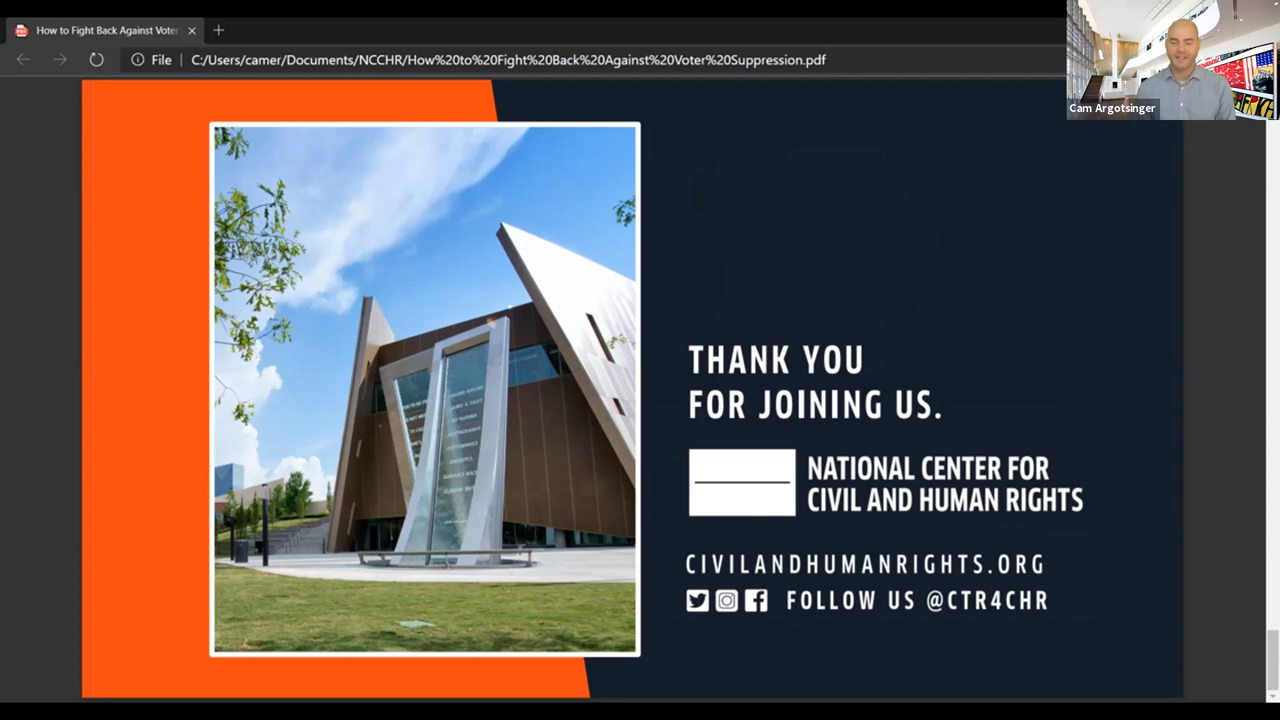 How to Fight Back Against Voter
File
C:/Users/camer/Documents/NCCHR/How%20to%20Fight%20Back%20Against%20Voter%20Suppression.pdf
Cam Argotsinger
THANK YOU
FOR JOINING US.
NATIONAL CENTER FOR
CIVIL AND HUMAN RIGHTS
CIVILANDHUMANRIGHTS.ORG
FOLLOW US @CTR4CHR